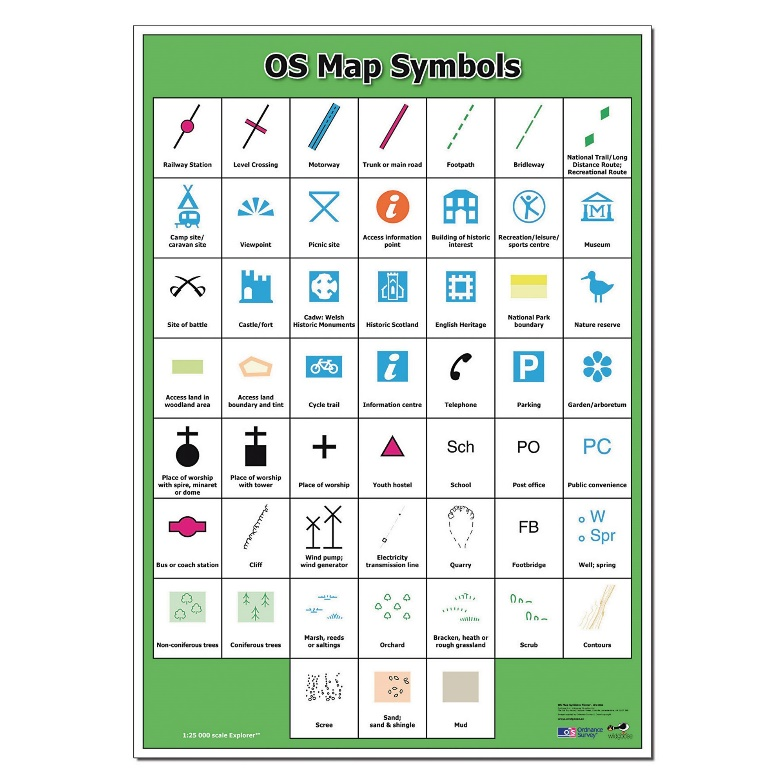 OS Map Symbols
Railway Station
Level Crossing
Motorway
Trunk or main road
Footpath
Bridleway
National Trail/Long
Distance Route;
Recreational Route
Camp site/
caravan site
Viewpoint
Picnic site
i
Access information
point
Building of historic
interest
Recreation/leisure/
sports centre
M
Museum
Site of battle
Castle/fort
Cadw: Welsh
Historic Monuments
Historic Scotland
English Heritage
National Park
boundary
Nature reserve
Access land in
woodland area
Access land
boundary and tint
Cycle trail
i
Information centre
Telephone
P
Parking
Garden/arboretum
Place of worship
with spire, minaret
or dome
Place of worship
with tower
Place of worship
Youth hostel
Sch
School
PO
Post office
PC
Public convenience
Bus or coach station
Cliff
Wind pump;
wind generator
Electricity
transmission line
Quarry
FB
Footbridge
W
Spr
Well; spring
Non-coniferous trees
Coniferous trees
Marsh, reeds
or saltings
Orchard
Bracken, heath or
rough grassland
Scrub
Contours
Scree
Sand;
sand & shingle
Mud
1:25 000 scale Explorer™
OS Ordnance
Survey
wildgoose